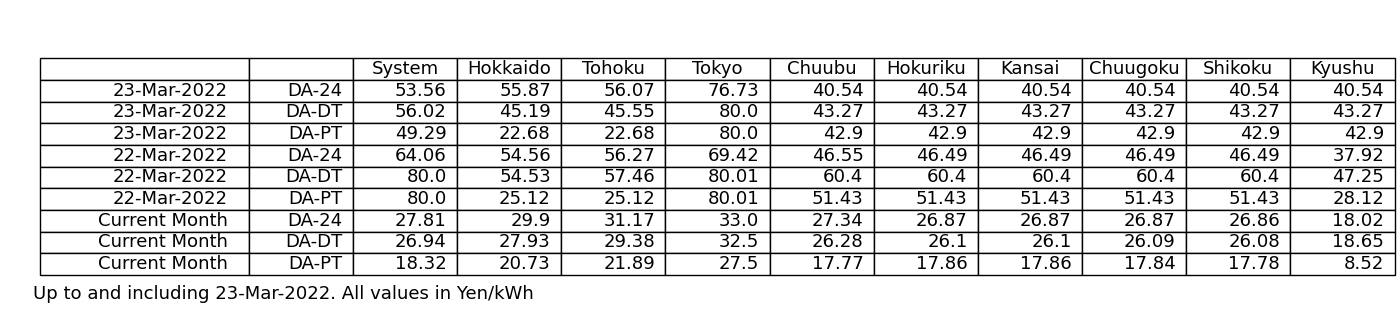 System Hokkaido Tohoku Tokyo Chuubu Hokuriku Kansai Chuugoku Shikoku Kyushu
23-Mar-2022 DA-24 53.56 55.87 56.07 76.73 40.54 40.54 40.54 40.54 40.54 40.54
23-Mar-2022 DA-DT 56.02 45.19 45.55 80.0 43.27 43.27 43.27 43.27 43.27 43.27
23-Mar-2022 DA-PT 49.29 22.68 22.68 80.0 42.9 42.9 42.9 42.9 42.9 42.9
22-Mar-2022 DA-24 64.06 54.56 56.27 69.42 46.55 46.49 46.49 46.49 46.49 37.92
22-Mar-2022 DA-DT 80.0 54.53 57.46 80.01 60.4 60.4 60.4 60.4 60.4 47.25
22-Mar-2022 DA-PT 80.0 25.12 25.12 80.01 51.43 51.43 51.43 51.43 51.43 28.12
Current Month DA-24 27.81 29.9 31.17 33.0 27.34 26.87 26.87 26.87 26.86 18.02
Current Month DA-DT 26.94 27.93 29.38 32.5 26.28 26.1 26.1 26.09 26.08 18.65
Current Month DA-PT 18.32 20.73 21.89 27.5 17.77 17.86 17.86 17.84 17.78 8.52
Up to and including 23-Mar-2022. All values in Yen/kWh